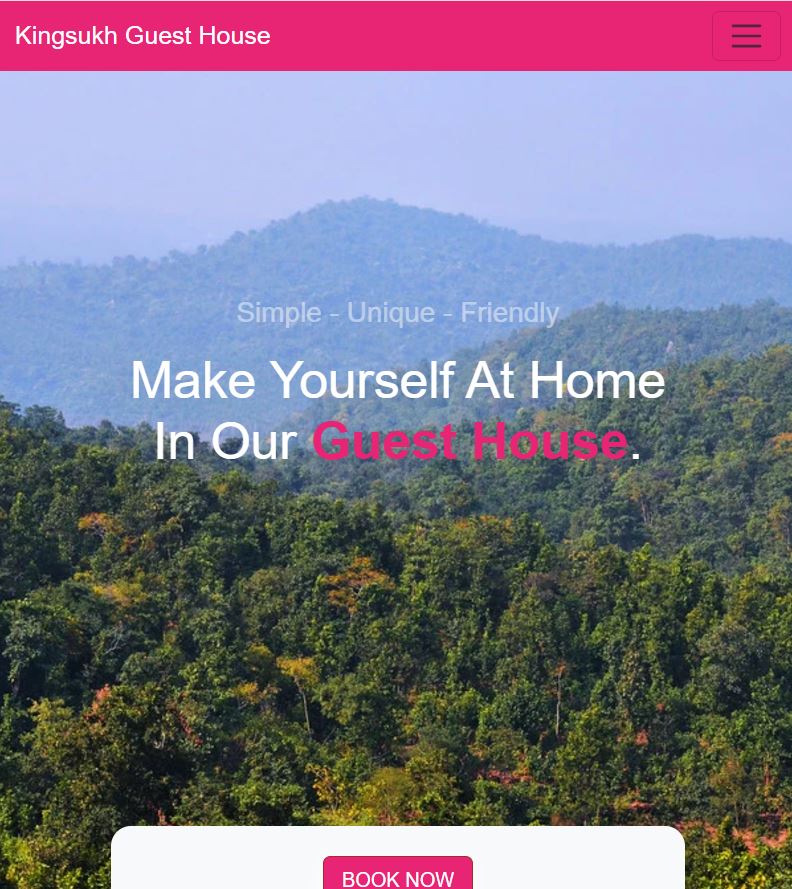 Kingsukh Guest House
Simple - Unique - Friendly
Make Yourself At Home
In Our Guest House.
BOOK NOW